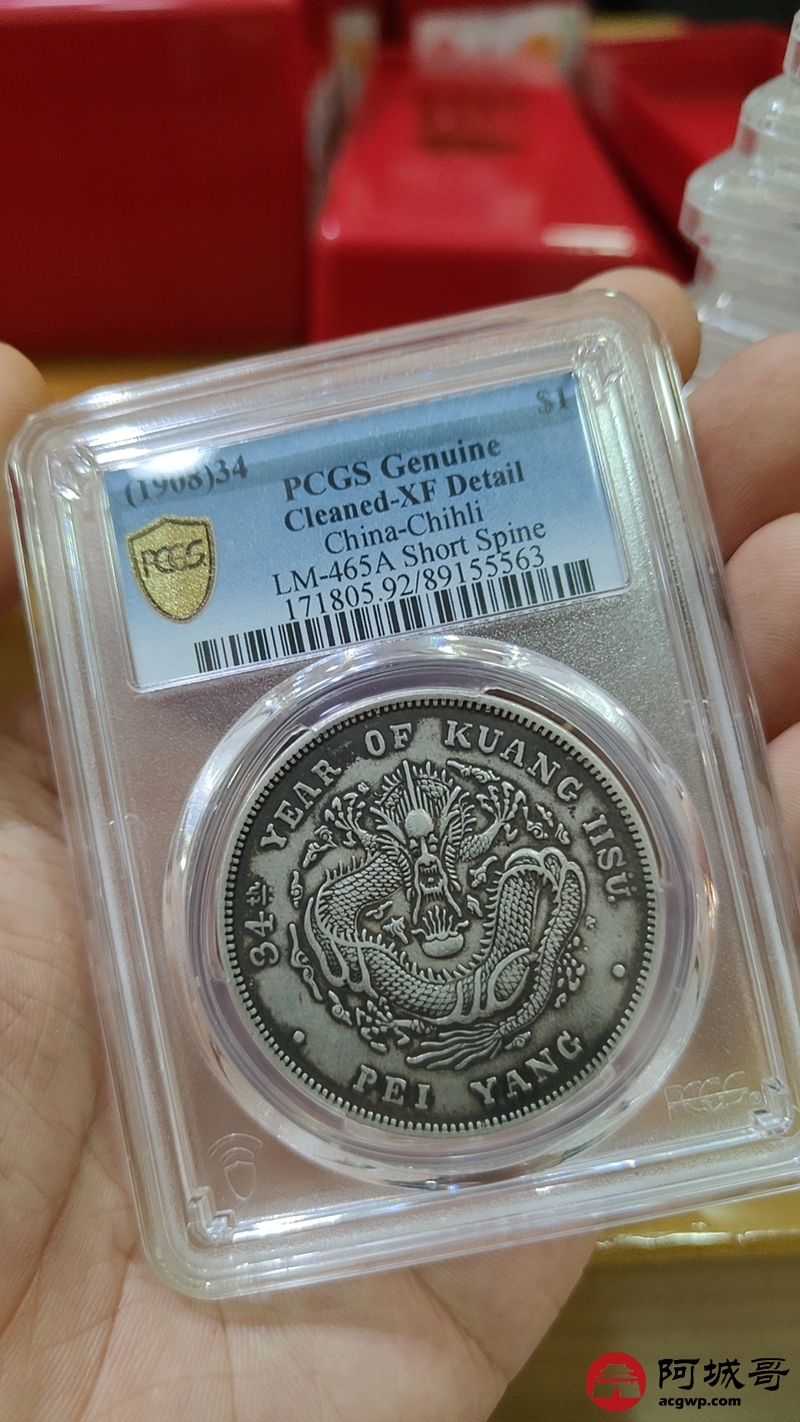 $1
(1908)34
PCGS Genuine
Cleaned-XF Detail
China-Chihli
LM-465A Short Spine
171805.92/89155563
PCGS
34th YEAR OF KUANG HSÜ.
PEI YANG
PCGS
阿城哥
acgwp.com